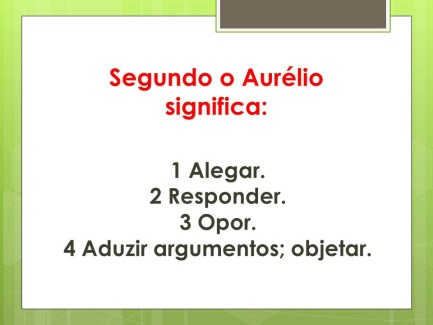 Segundo o Aurélio
significa:
1 Alegar.
2 Responder.
3 Opor.
4 Aduzir argumentos; objetar.